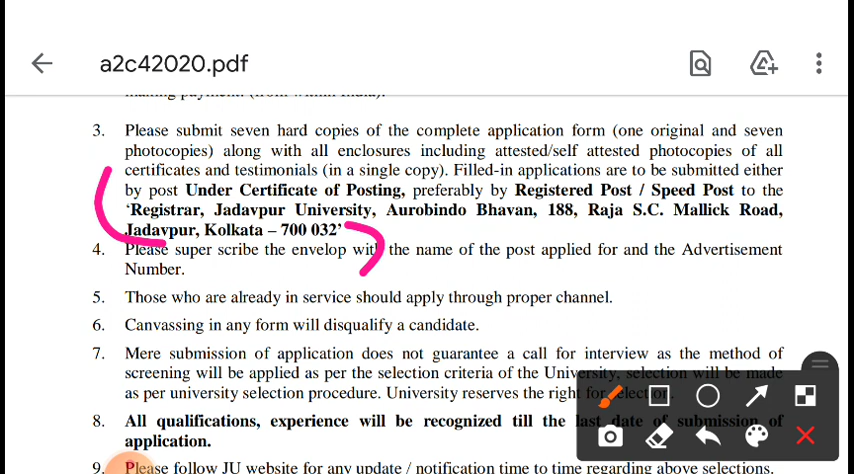 a2c42020.pdf
3. Please submit seven hard copies of the complete application form (one original and seven
photocopies) along with all enclosures including attested/self attested photocopies of all
certificates and testimonials (in a single copy). Filled-in applications are to be submitted either
by post Under Certificate of Posting, preferably by Registered Post / Speed Post to the
'Registrar, Jadavpur University, Aurobindo Bhavan, 188, Raja S.C. Mallick Road,
Jadavpur, Kolkata – 700 032'
4. Please super scribe the envelop with the name of the post applied for and the Advertisement
Number.
5. Those who are already in service should apply through proper channel.
6. Canvassing in any form will disqualify a candidate.
7. Mere submission of application does not guarantee a call for interview as the method of
screening will be applied as per the selection criteria of the University, selection will be made
as per university selection procedure. University reserves the right for election.
8. All qualifications, experience will be recognized till the last date of submission of
application.
9. Please follow JU website for any update / notification time to time regarding above selections.